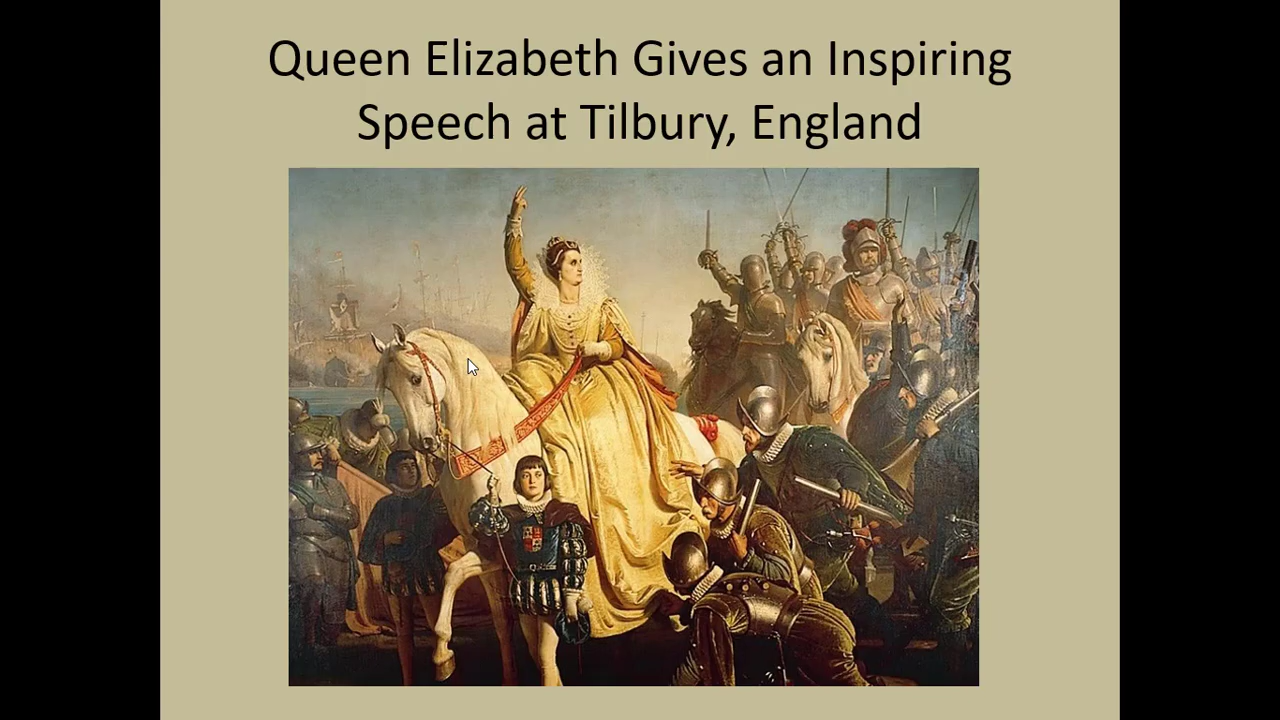 Queen Elizabeth Gives an Inspiring
Speech at Tilbury, England